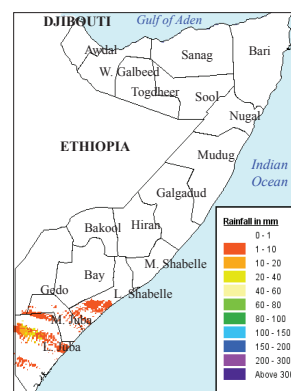 DJIBOUTI
Gulf of Aden
Awdal
Sanag
Bari
W. Galbeed
Togdheer
Sool
Nugal
ETHIOPIA
Mudug
Indian
Ocean
Galgadud
Bakool
Hiran
Bay
M. Shabelle
Gedo
L. Shabelle
M. Juba
L. Juba
Rainfall in mm
0 - 1
1 - 10
10 - 20
20 - 40
40 - 60
60 - 80
80 - 100
100 - 150
150 - 200
200 - 300
Above 300